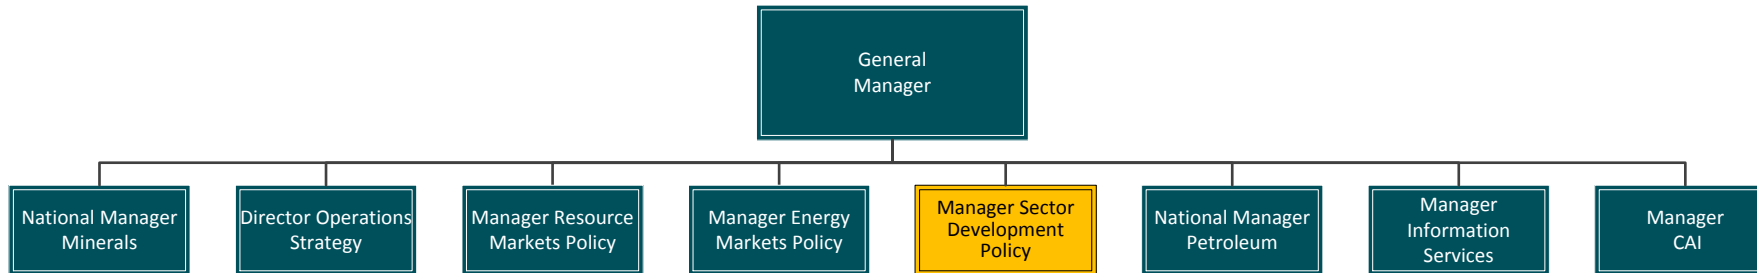 General
Manager
National Manager
Minerals
Director Operations
Strategy
Manager Resource
Markets Policy
Manager Energy
Markets Policy
Manager Sector
Development
Policy
National Manager
Petroleum
Manager
Information
Services
Manager
CAI